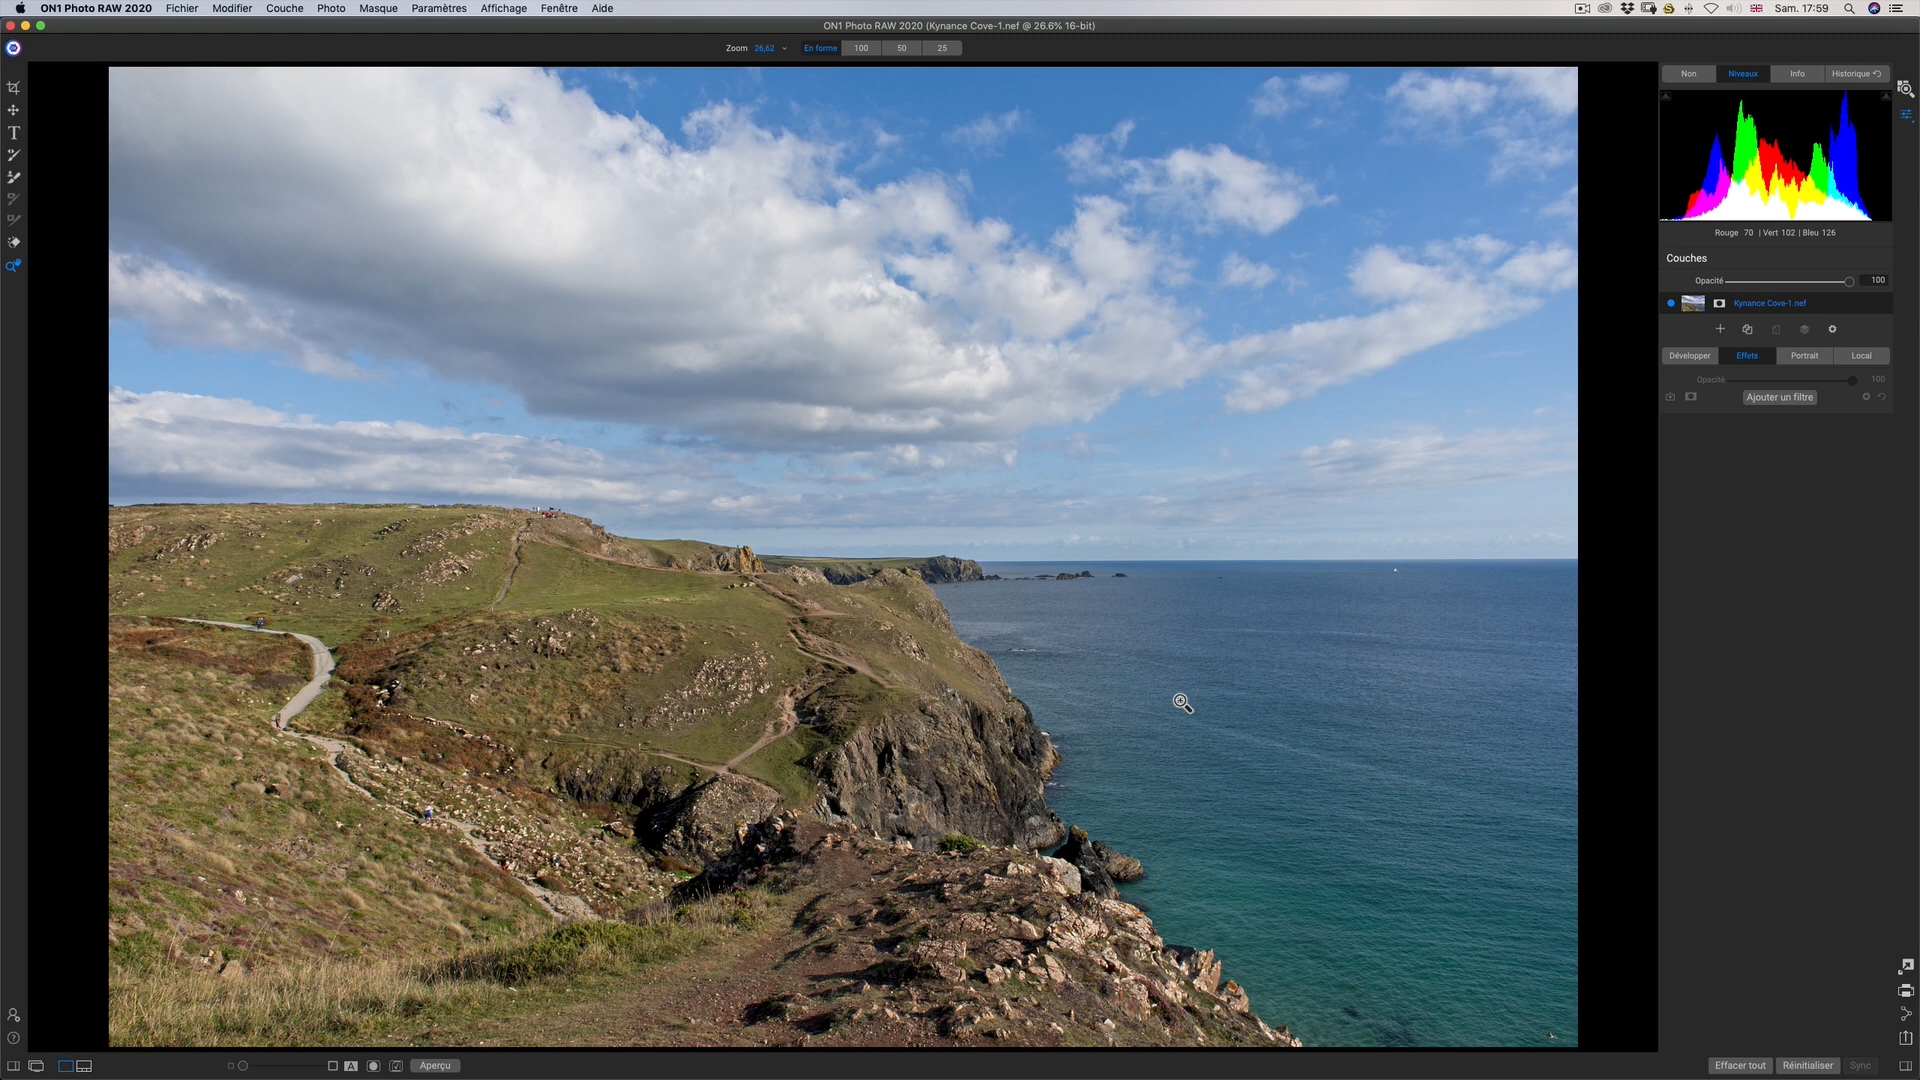 ON1 Photo RAW 2020 Fichier Modifier Couche Photo Masque Paramètres Affichage Fenêtre Aide Sam. 17:59
ON1 Photo RAW 2020 (Kynance Cove-1.nef @ 26.6% 16-bit)
Zoom 26,62 En forme 100 50 25
Non Niveaux Info Historique
Rouge 70 | Vert 102 | Bleu 126
Couches
Opacité 100
Kynance Cove-1.nef
Développer Effets Portrait Local
Opacité 100
Ajouter un filtre
A Aperçu Effacer tout Réinitialiser Sync